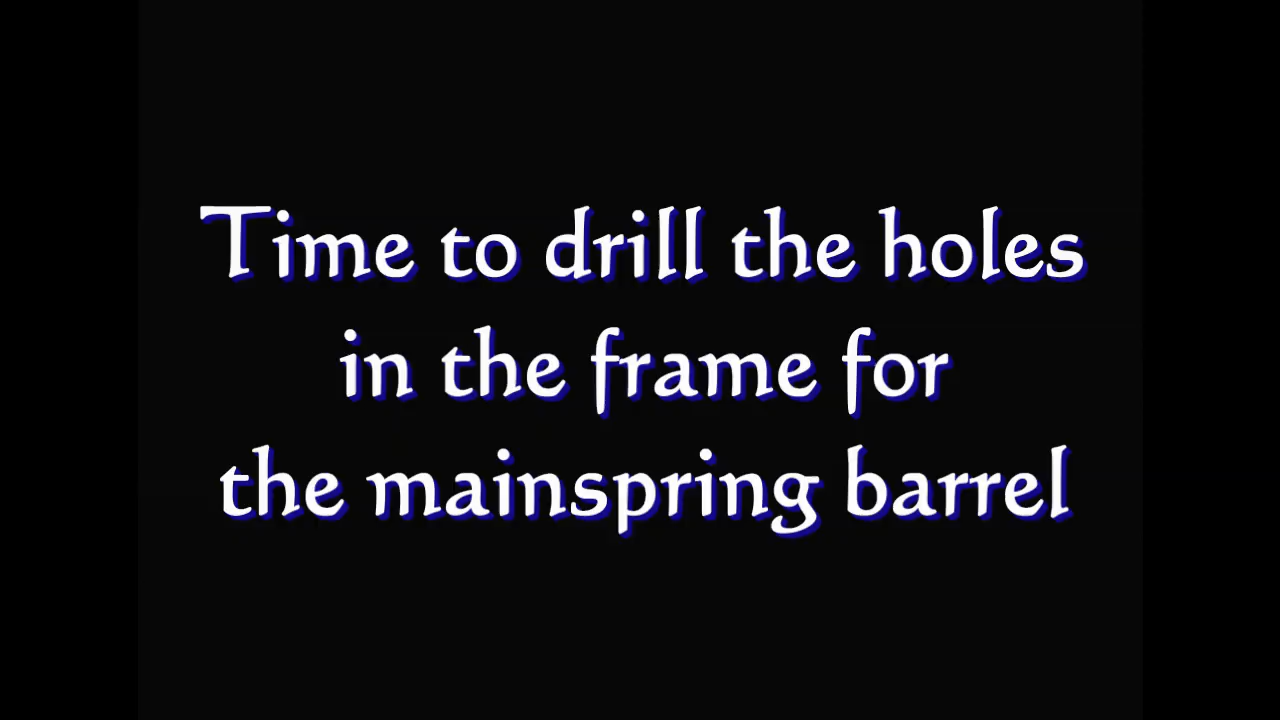 Time to drill the holes
in the frame for
the mainspring barrel